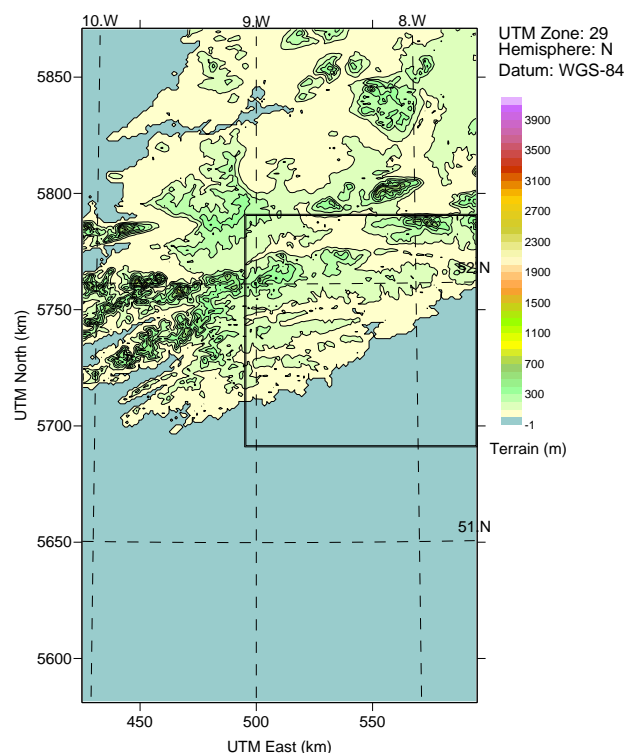 10.W 9.W 8.W
UTM Zone: 29
Hemisphere: N
Datum: WGS-84
5850
5800
5750
5700
5650
5600
UTM North (km)
52.N
51.N
3900
3500
3100
2700
2300
1900
1500
1100
700
300
-1
Terrain (m)
450 500 550
UTM East (km)